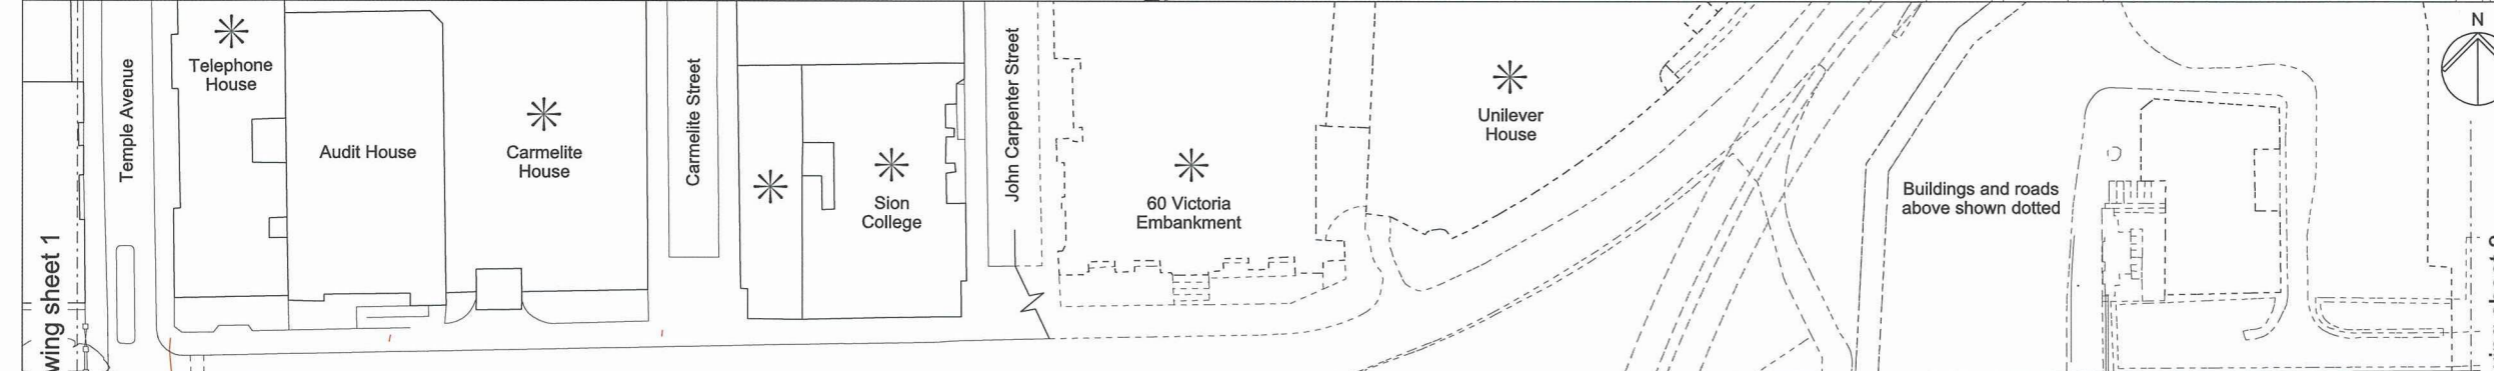 wing sheet 1
Temple Avenue
Telephone
House
Audit House
Carmelite
House
Carmelite Street
Sion
College
John Carpenter Street
60 Victoria
Embankment
Unilever
House
Buildings and roads
above shown dotted
N